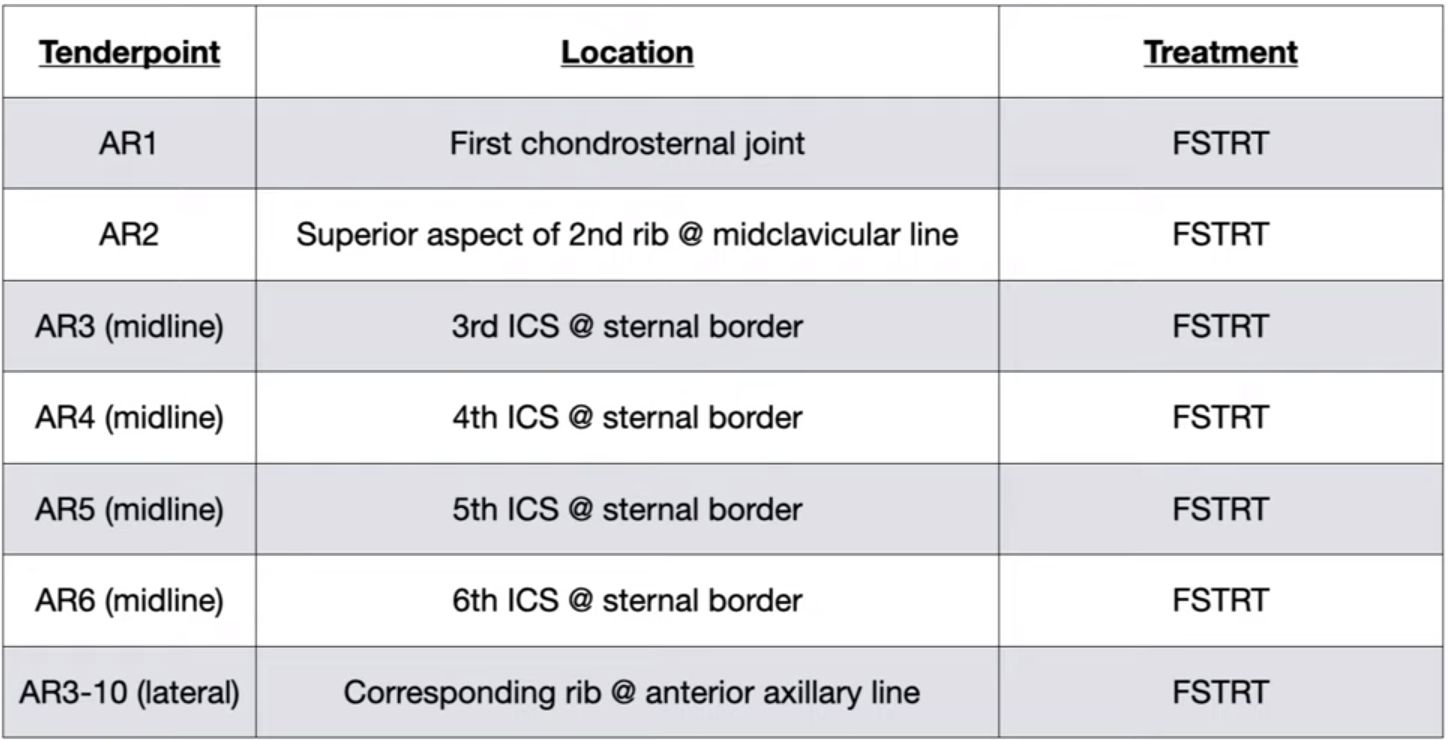 Tenderpoint Location Treatment
AR1 First chondrosternal joint FSTRT
AR2 Superior aspect of 2nd rib @ midclavicular line FSTRT
AR3 (midline) 3rd ICS @ sternal border FSTRT
AR4 (midline) 4th ICS @ sternal border FSTRT
AR5 (midline) 5th ICS @ sternal border FSTRT
AR6 (midline) 6th ICS @ sternal border FSTRT
AR3-10 (lateral) Corresponding rib @ anterior axillary line FSTRT